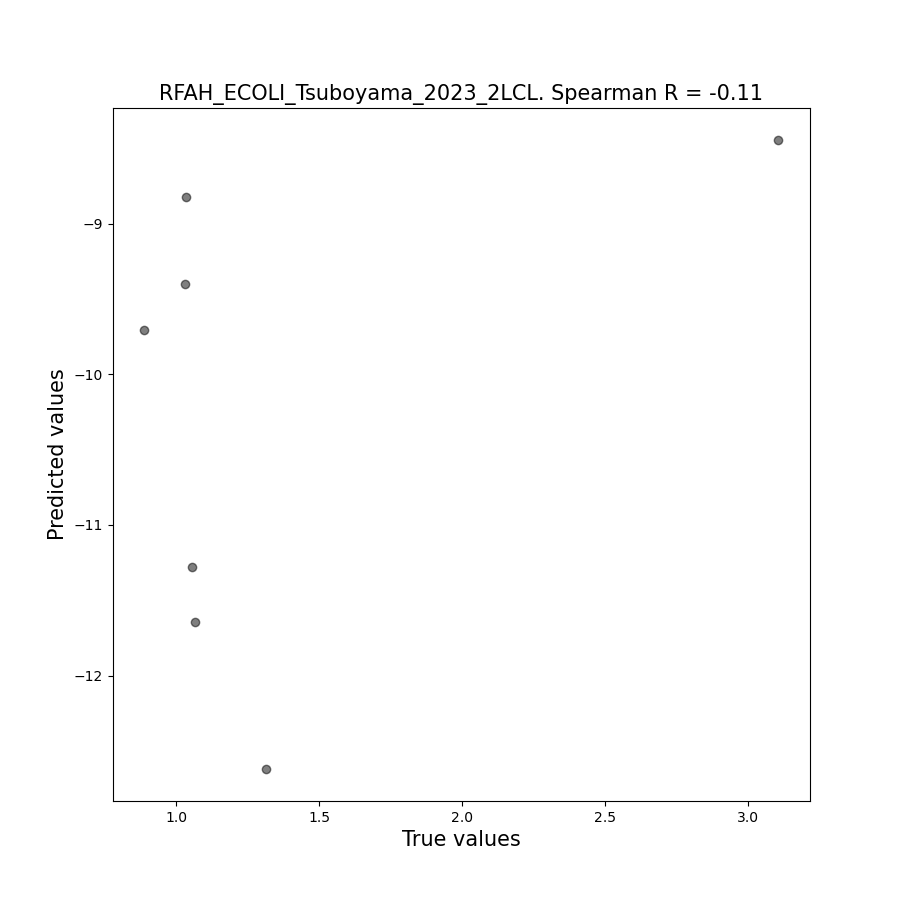 RFAH_ECOLI_Tsuboyama_2023_2LCL. Spearman R = -0.11
−9
−10
−11
−12
Predicted values
1.0 1.5 2.0 2.5 3.0
True values